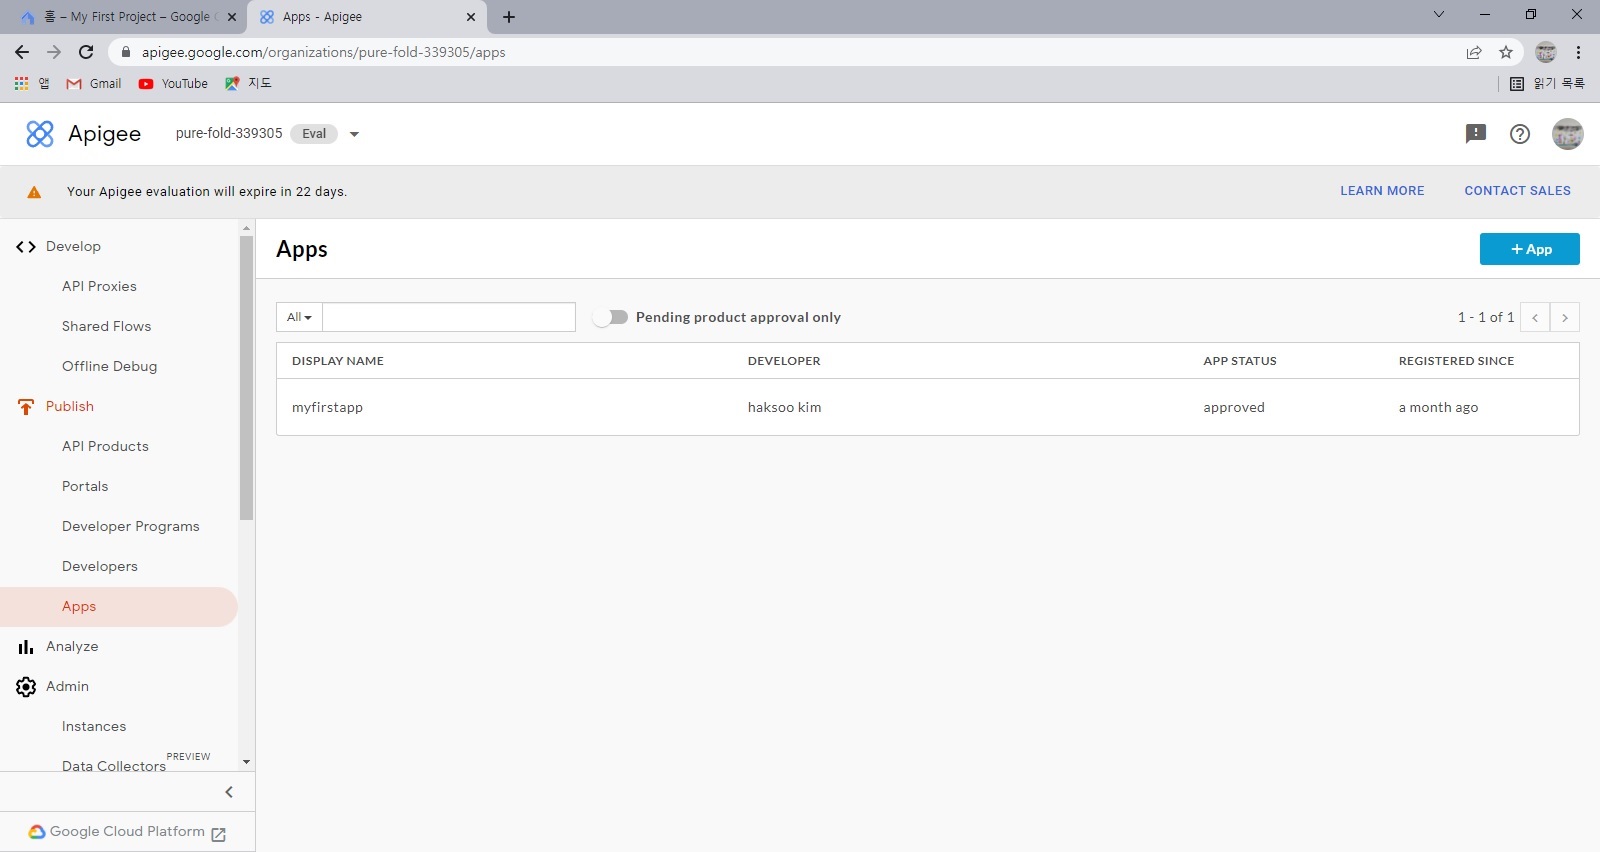 홈 – My First Project – Google
Apps - Apigee
apigee.google.com/organizations/pure-fold-339305/apps
앱
Gmail
YouTube
지도
읽기 목록
Apigee
pure-fold-339305
Eval
Your Apigee evaluation will expire in 22 days.
LEARN MORE
CONTACT SALES
Develop
API Proxies
Shared Flows
Offline Debug
Publish
API Products
Portals
Developer Programs
Developers
Apps
Analyze
Admin
Instances
Data Collectors PREVIEW
Google Cloud Platform
Apps
+ App
All
Pending product approval only
1 - 1 of 1
DISPLAY NAME DEVELOPER APP STATUS REGISTERED SINCE
myfirstapp haksoo kim approved a month ago